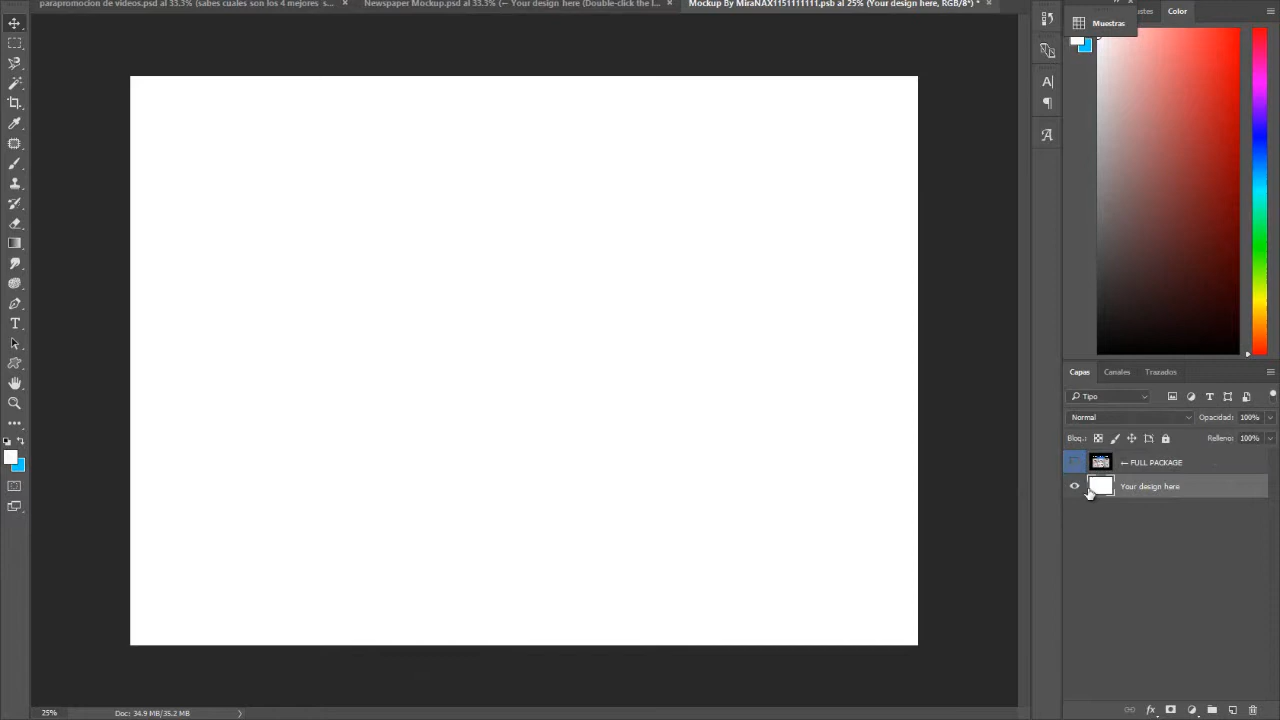 parapromocion de videos.psd al 33.3% (sabes cuales son los 4 mejores s... ×
Newspaper Mockup.psd al 33.3% (← Your design here (Double-click the l... ×
Mockup By MiraNAX1151111111.psb al 25% (Your design here, RGB/8*) * ×
Muestras
Color
Capas
Canales
Trazados
Tipo
Normal
Opacidad: 100%
Bloq.:
Relleno: 100%
← FULL PACKAGE
Your design here
25%
Doc: 34.9 MB/35.2 MB